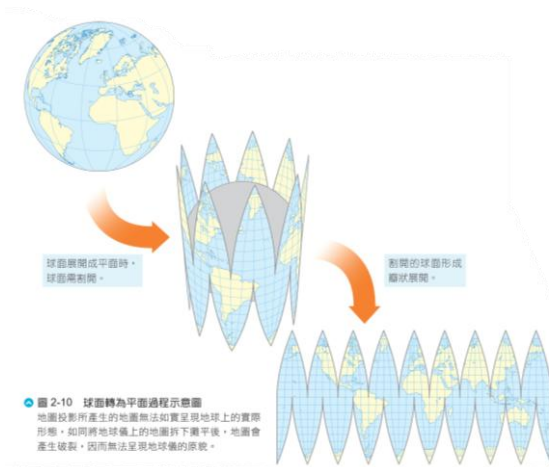 球面展開成平面時，
球面需割開。
割開的球面形成
瓣狀展開。
圖 2-10 球面轉為平面過程示意圖
地圖投影所產生的地圖無法如實呈現地球上的實際
形態，如同將地球儀上的地圖拆下攤平後，地圖會
產生破裂，因而無法呈現地球儀的原貌。